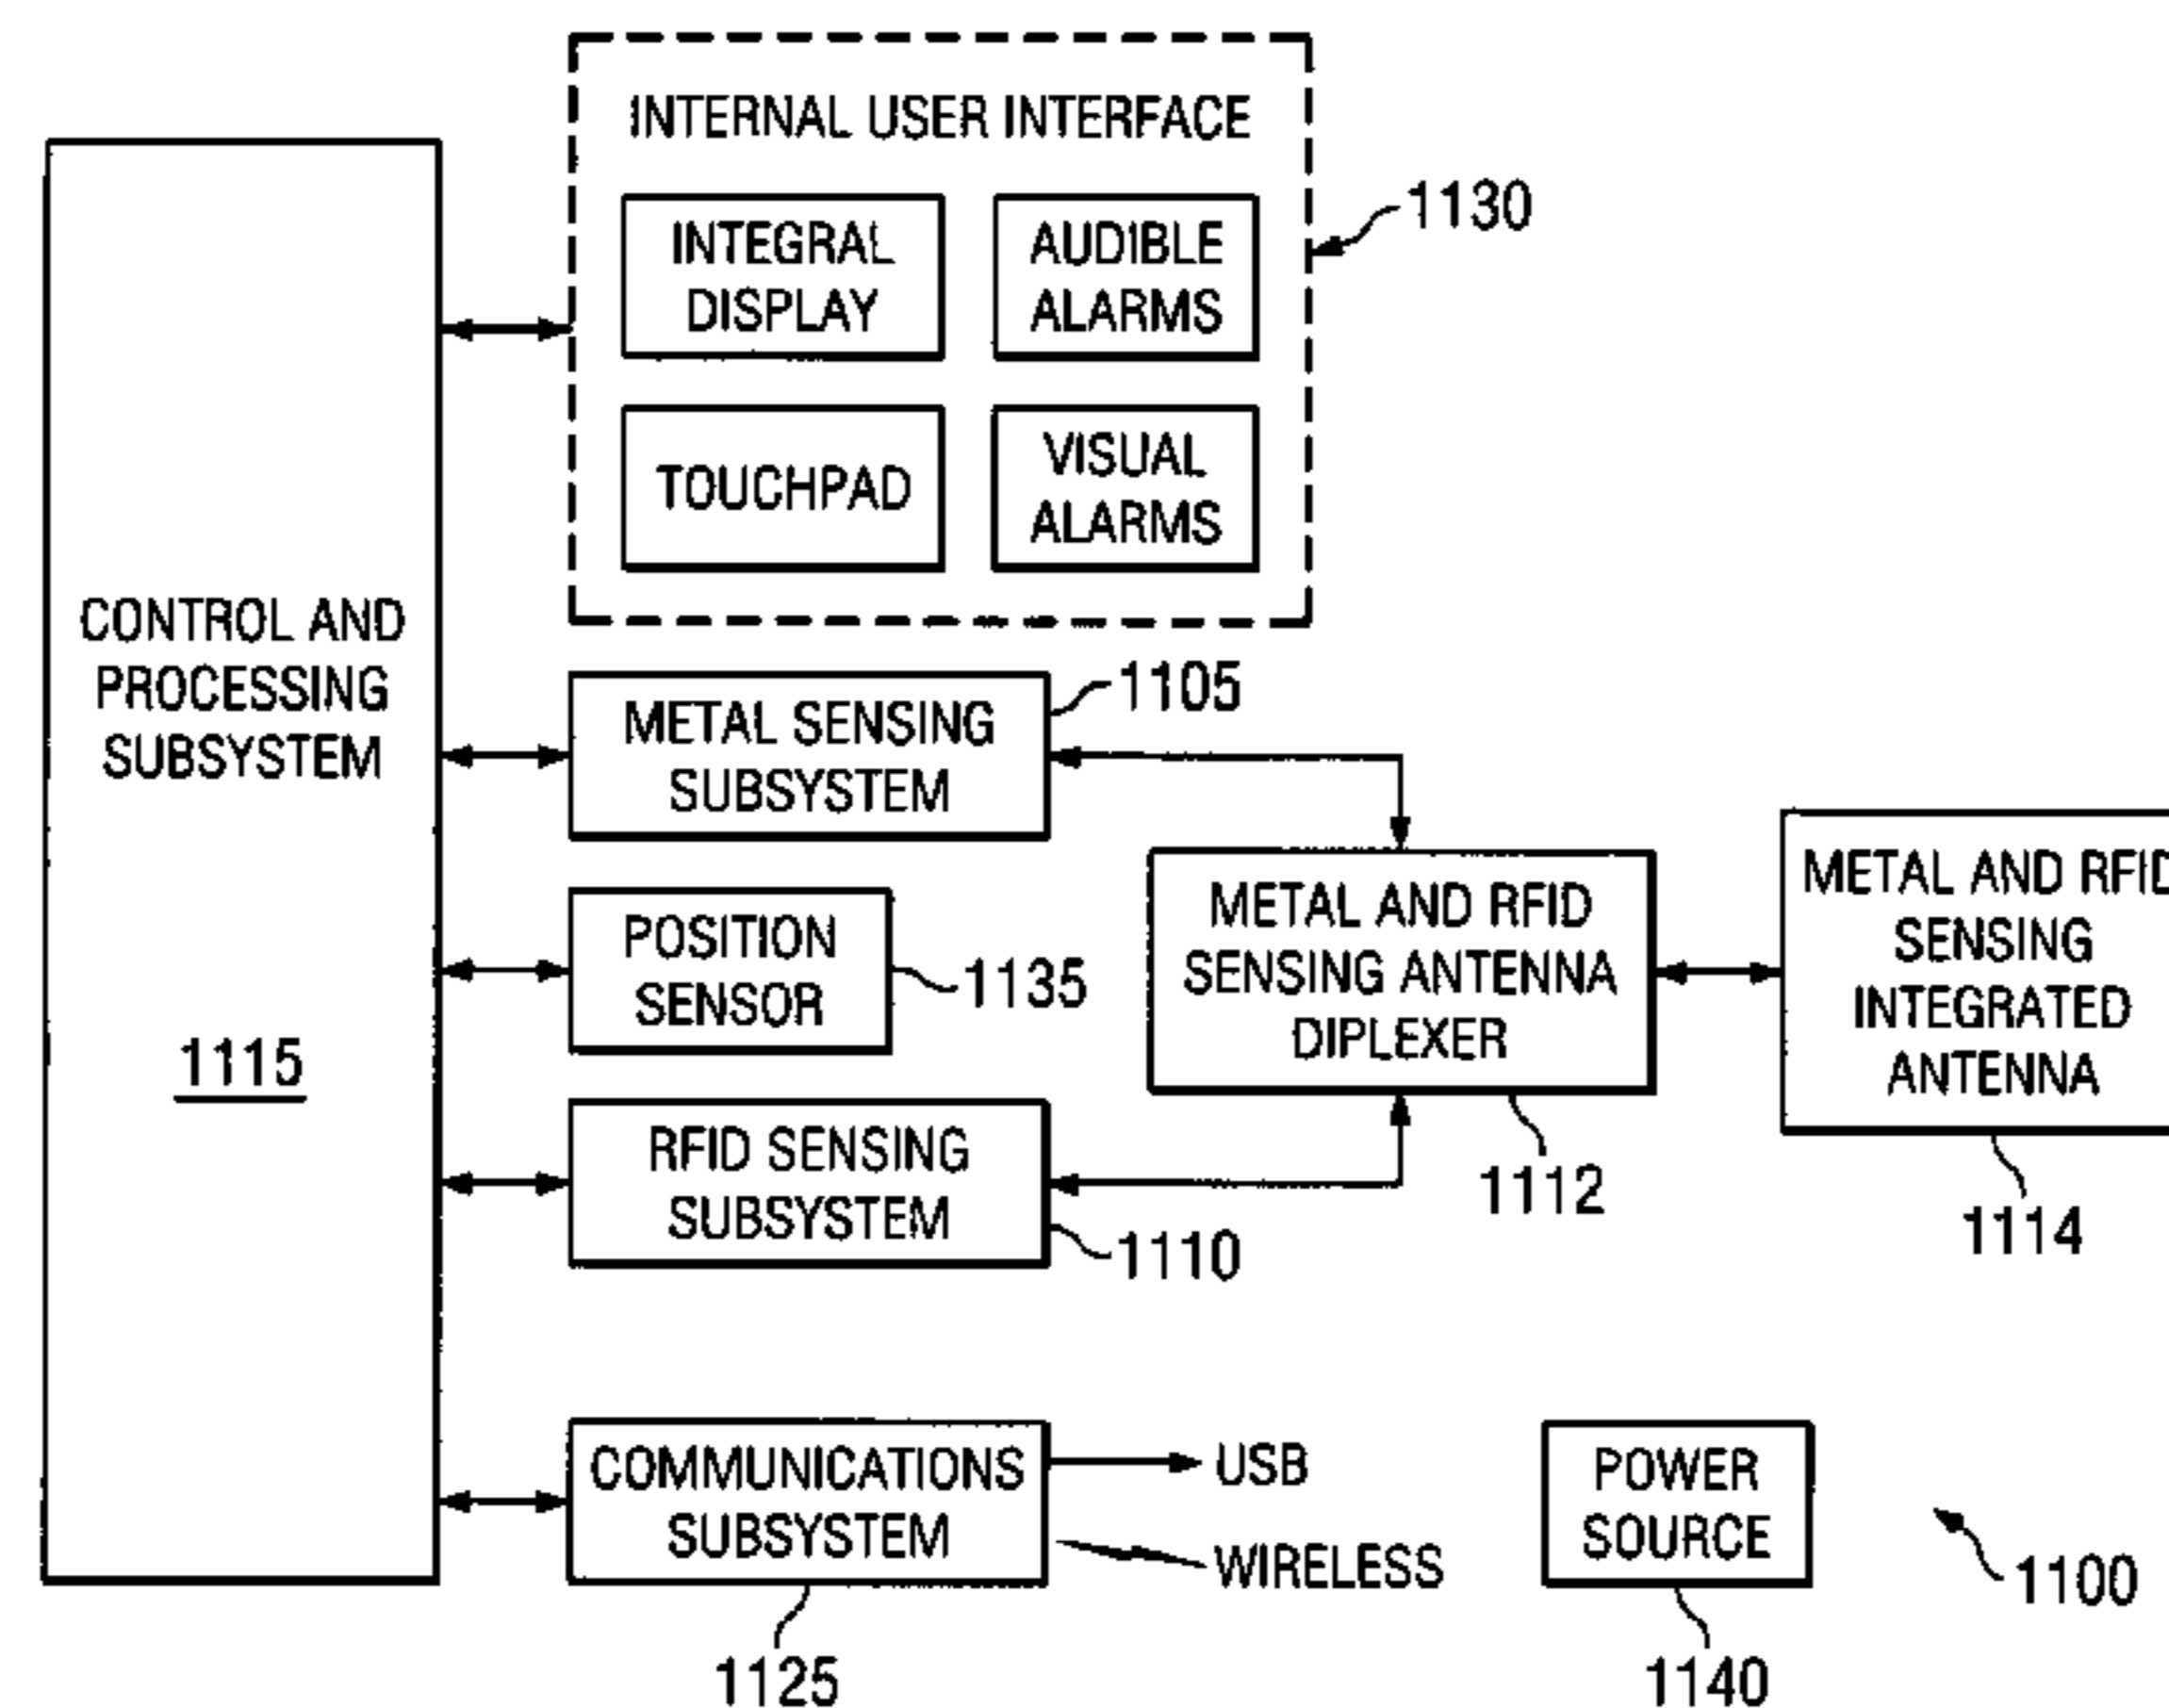 INTERNAL USER INTERFACE
INTEGRAL
DISPLAY
AUDIBLE
ALARMS
1130
TOUCHPAD
VISUAL
ALARMS
CONTROL AND
PROCESSING
SUBSYSTEM
1115
METAL SENSING
SUBSYSTEM
1105
POSITION
SENSOR
1135
METAL AND RFID
SENSING ANTENNA
DIPLEXER
1112
METAL AND RFID
SENSING
INTEGRATED
ANTENNA
1114
RFID SENSING
SUBSYSTEM
1110
COMMUNICATIONS
SUBSYSTEM
1125
USB
WIRELESS
POWER
SOURCE
1140
1100